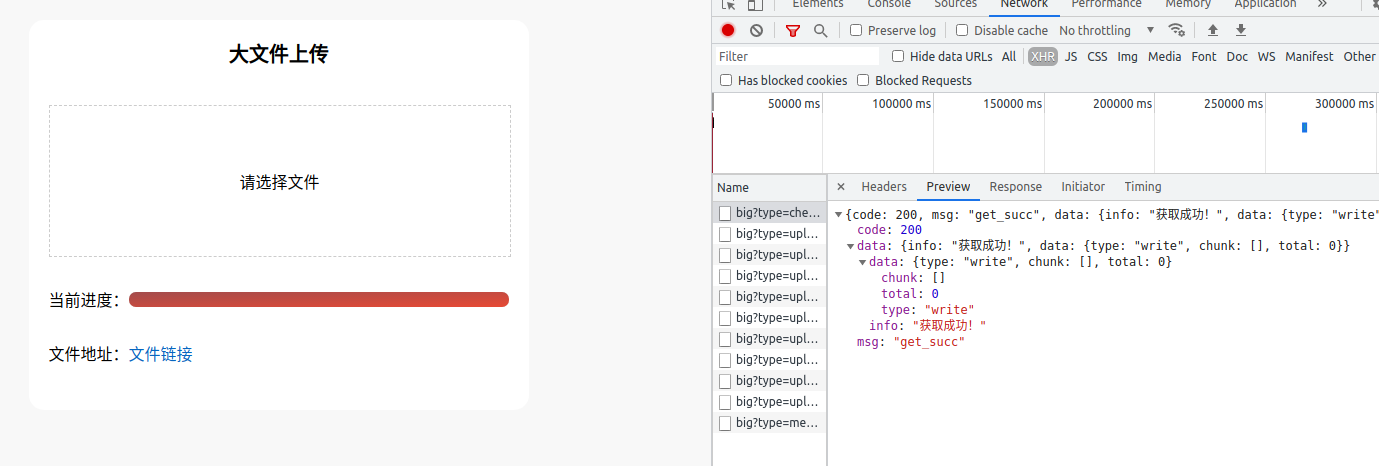 大文件上传
请选择文件
当前进度：
文件地址：文件链接
Elements Console Sources Network Performance Memory Application »
Preserve log Disable cache No throttling
Filter Hide data URLs All XHR JS CSS Img Media Font Doc WS Manifest Other
Has blocked cookies Blocked Requests
50000 ms 100000 ms 150000 ms 200000 ms 250000 ms 300000 ms
Name
big?type=che...
big?type=upl...
big?type=upl...
big?type=upl...
big?type=upl...
big?type=upl...
big?type=upl...
big?type=upl...
big?type=upl...
big?type=upl...
big?type=me...
× Headers Preview Response Initiator Timing
{code: 200, msg: "get_succ", data: {info: "获取成功！", data: {type: "write"
code: 200
data: {info: "获取成功！", data: {type: "write", chunk: [], total: 0}}
data: {type: "write", chunk: [], total: 0}
chunk: []
total: 0
type: "write"
info: "获取成功！"
msg: "get_succ"